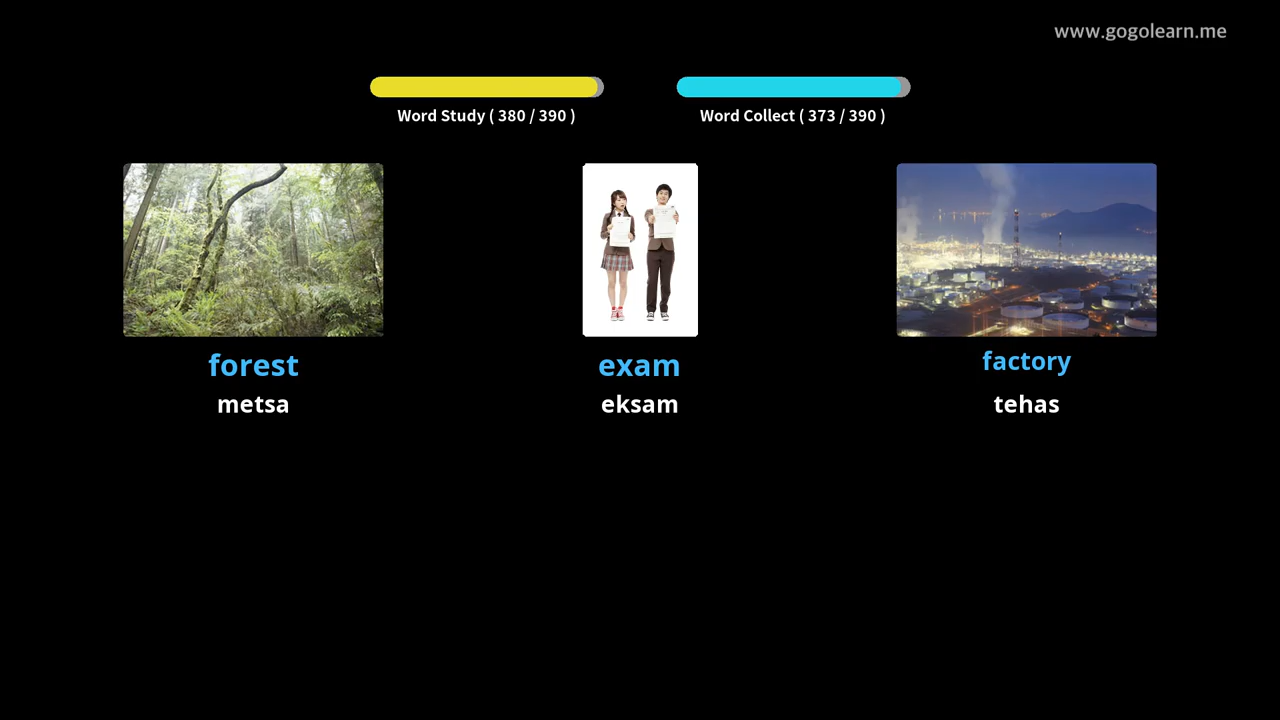 www.gogolearn.me
Word Study ( 380 / 390 )
Word Collect ( 373 / 390 )
forest
metsa
exam
eksam
factory
tehas